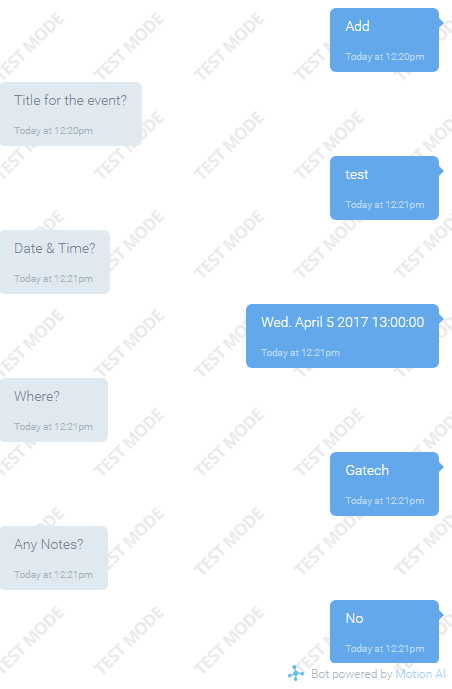 Add
Today at 12:20pm
Title for the event?
Today at 12:20pm
test
Today at 12:21pm
Date & Time?
Today at 12:21pm
Wed. April 5 2017 13:00:00
Today at 12:21pm
Where?
Today at 12:21pm
Gatech
Today at 12:21pm
Any Notes?
Today at 12:21pm
No
Today at 12:21pm
Bot powered by Motion AI
TEST MODE